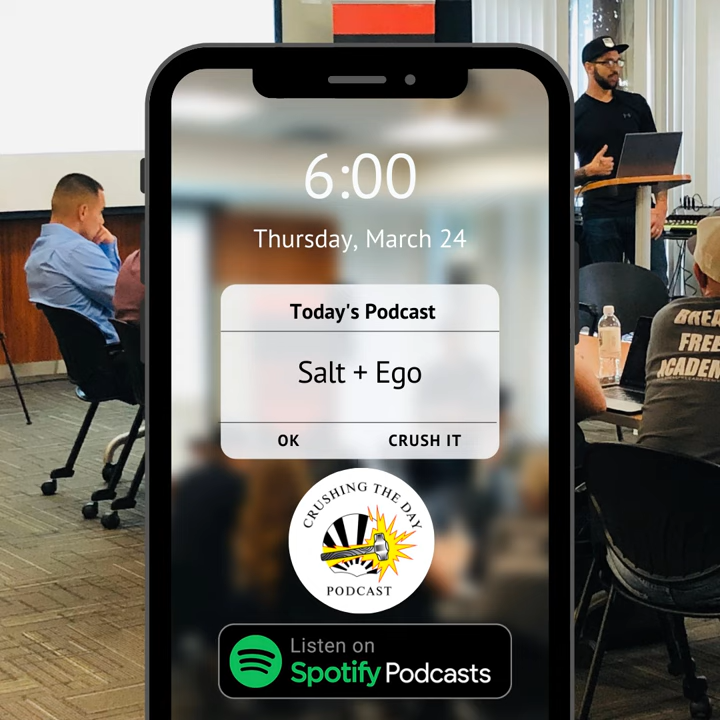 6:00
Thursday, March 24
Today's Podcast
Salt + Ego
OK CRUSH IT
CRUSHING THE DAY
PODCAST
Listen on
Spotify Podcasts
BREA
FREE
ACADEM